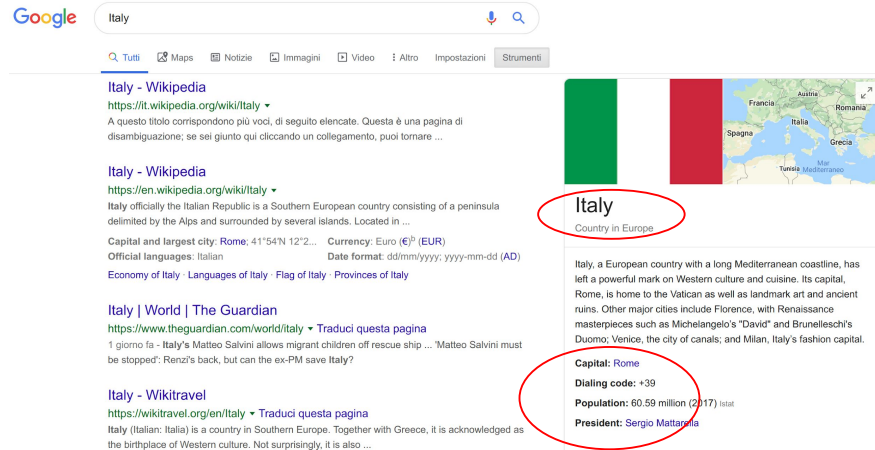 Google
Italy
Tutti Maps Notizie Immagini Video Altro Impostazioni Strumenti
Italy - Wikipedia
https://it.wikipedia.org/wiki/Italy
A questo titolo corrispondono più voci, di seguito elencate. Questa è una pagina di
disambiguazione; se sei giunto qui cliccando un collegamento, puoi tornare ...
Italy - Wikipedia
https://en.wikipedia.org/wiki/Italy
Italy officially the Italian Republic is a Southern European country consisting of a peninsula
delimited by the Alps and surrounded by several islands. Located in ...
Capital and largest city: Rome; 41°54'N 12°2... Currency: Euro (€)b (EUR)
Official languages: Italian Date format: dd/mm/yyyy; yyyy-mm-dd (AD)
Economy of Italy · Languages of Italy · Flag of Italy · Provinces of Italy
Italy | World | The Guardian
https://www.theguardian.com/world/italy Traduci questa pagina
1 giorno fa - Italy's Matteo Salvini allows migrant children off rescue ship ... 'Matteo Salvini must
be stopped': Renzi's back, but can the ex-PM save Italy?
Italy - Wikitravel
https://wikitravel.org/en/Italy Traduci questa pagina
Italy (Italian: Italia) is a country in Southern Europe. Together with Greece, it is acknowledged as
the birthplace of Western culture. Not surprisingly, it is also ...
Austria
Francia
Romania
Italia
Spagna
Grecia
Mar
Tunisia Mediterraneo
Italy
Country in Europe
Italy, a European country with a long Mediterranean coastline, has
left a powerful mark on Western culture and cuisine. Its capital,
Rome, is home to the Vatican as well as landmark art and ancient
ruins. Other major cities include Florence, with Renaissance
masterpieces such as Michelangelo's "David" and Brunelleschi's
Duomo; Venice, the city of canals; and Milan, Italy's fashion capital.
Capital: Rome
Dialing code: +39
Population: 60.59 million (2017) Istat
President: Sergio Mattarella